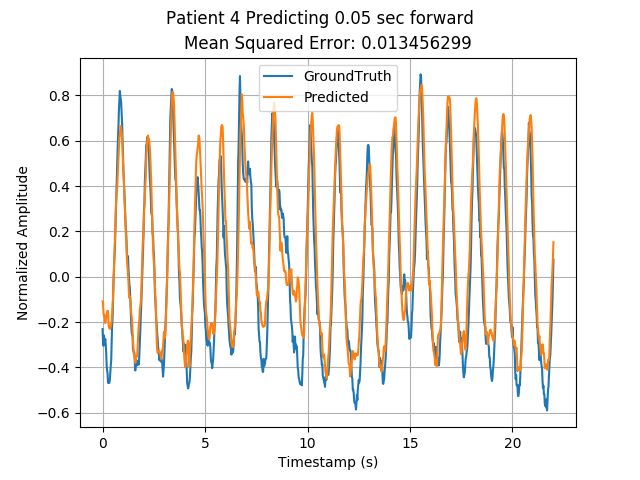 Patient 4 Predicting 0.05 sec forward
Mean Squared Error: 0.013456299
GroundTruth
Predicted
Normalized Amplitude
0.8
0.6
0.4
0.2
0.0
−0.2
−0.4
−0.6
0 5 10 15 20
Timestamp (s)